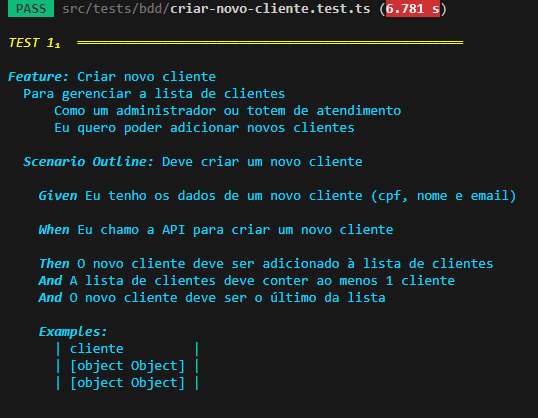 PASS src/tests/bdd/criar-novo-cliente.test.ts (6.781 s)
TEST 1₁ ══════════════════════════════════════════════════
Feature: Criar novo cliente
Para gerenciar a lista de clientes
Como um administrador ou totem de atendimento
Eu quero poder adicionar novos clientes
Scenario Outline: Deve criar um novo cliente
Given Eu tenho os dados de um novo cliente (cpf, nome e email)
When Eu chamo a API para criar um novo cliente
Then O novo cliente deve ser adicionado à lista de clientes
And A lista de clientes deve conter ao menos 1 cliente
And O novo cliente deve ser o último da lista
Examples:
| cliente |
| [object Object] |
| [object Object] |